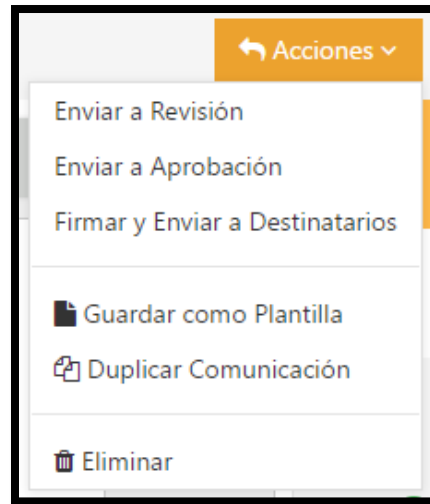 Acciones
Enviar a Revisión
Enviar a Aprobación
Firmar y Enviar a Destinatarios
Guardar como Plantilla
Duplicar Comunicación
Eliminar